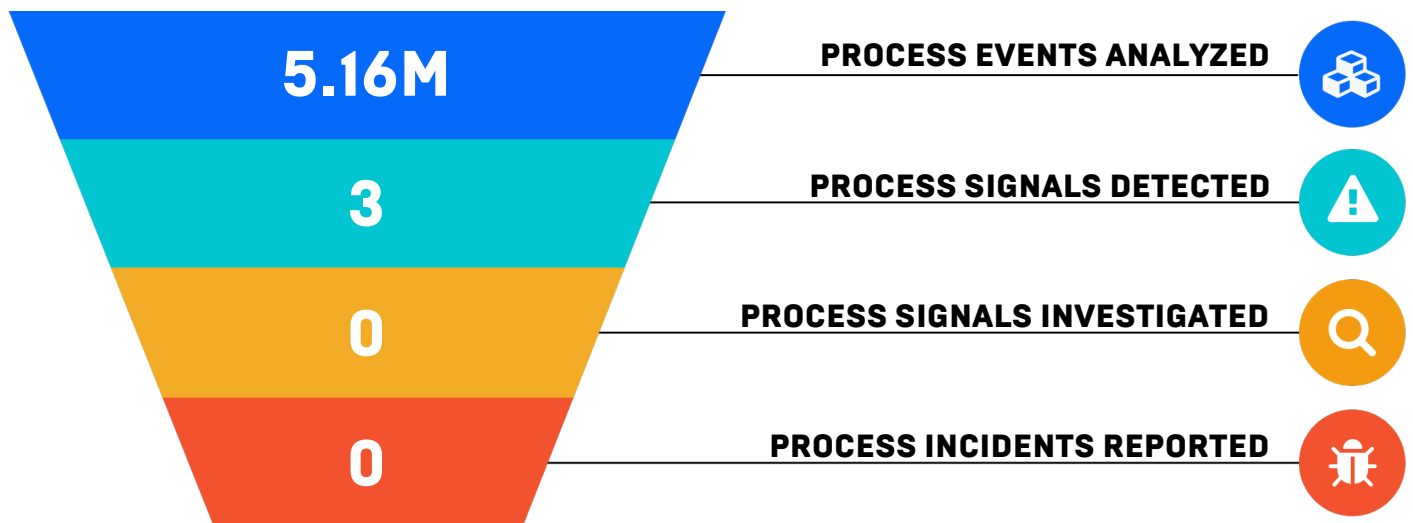 5.16M
PROCESS EVENTS ANALYZED
3
PROCESS SIGNALS DETECTED
0
PROCESS SIGNALS INVESTIGATED
0
PROCESS INCIDENTS REPORTED